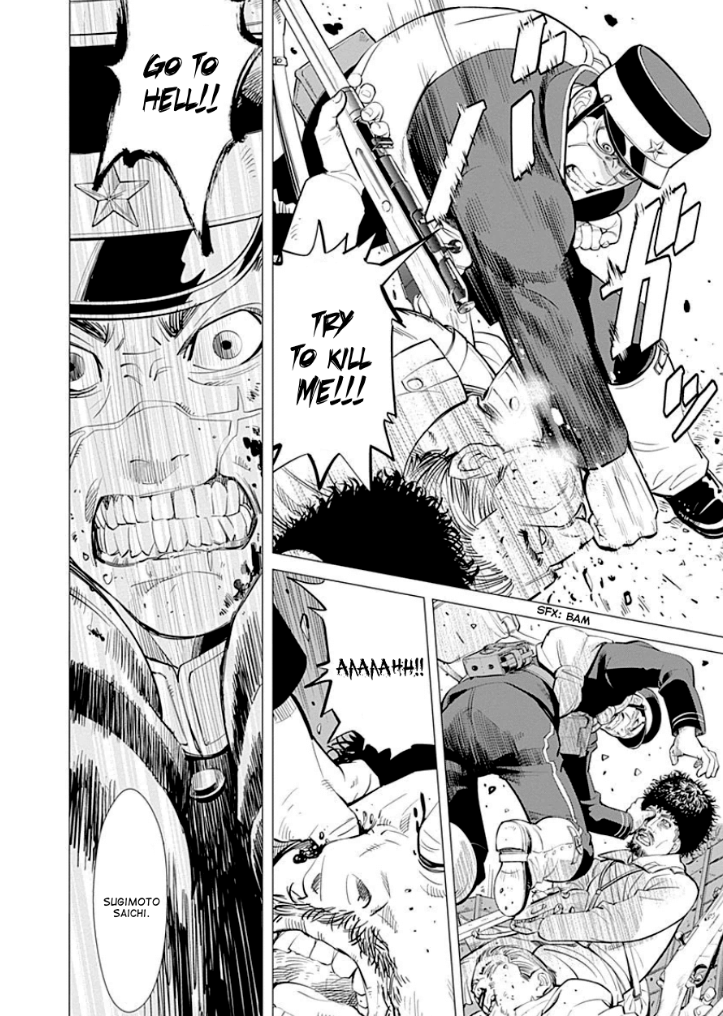 TRY
TO KILL
ME!!!
SFX: BAM
AAAAAHH!!
GO TO
HELL!!
SUGIMOTO
SAICHI.